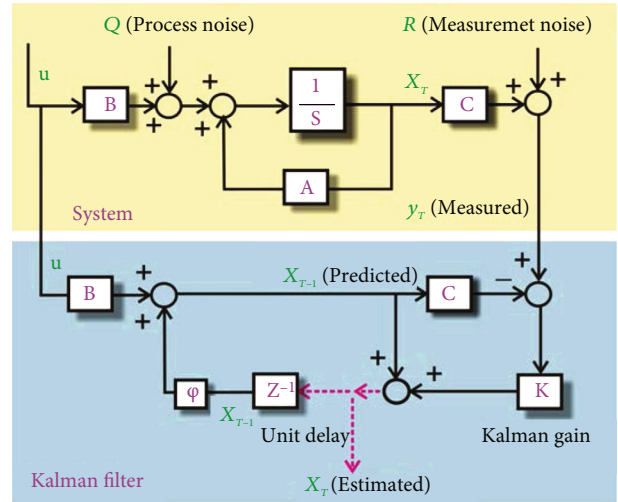 Q (Process noise)
R (Measuremet noise)
u
B
+
+
+
+
1
S
X_T
C
+
+
A
System
y_T (Measured)
u
B
+
+
X_{T-1} (Predicted)
C
+
−
φ
Z⁻¹
+
+
K
X_{T-1}
Unit delay
Kalman gain
Kalman filter
X_T (Estimated)